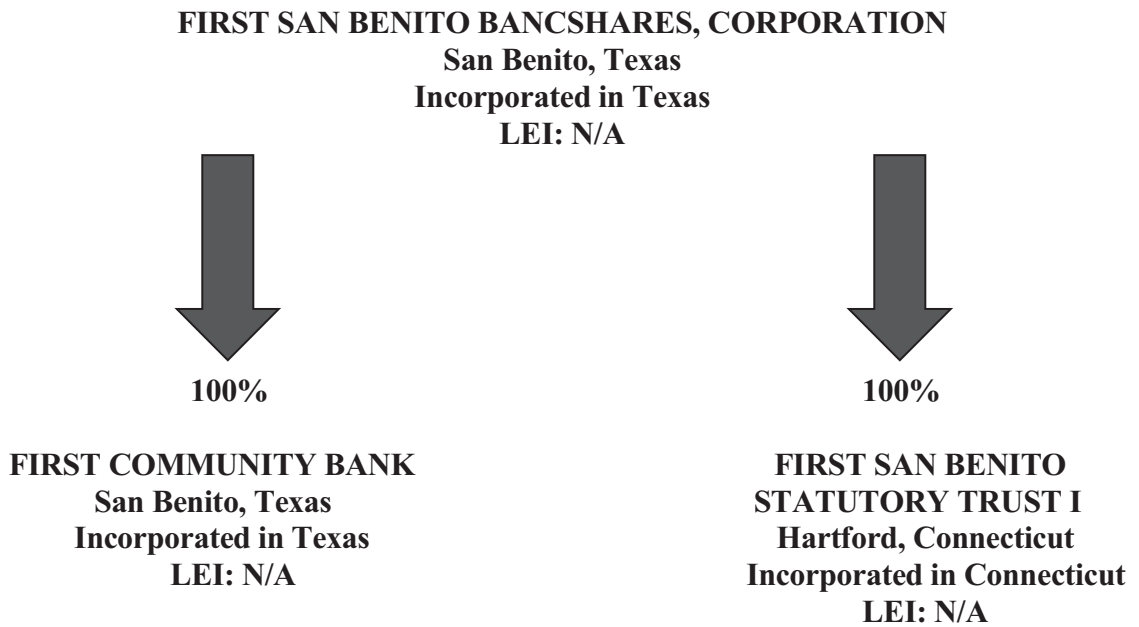 FIRST SAN BENITO BANCSHARES, CORPORATION
San Benito, Texas
Incorporated in Texas
LEI: N/A
100%
FIRST COMMUNITY BANK
San Benito, Texas
Incorporated in Texas
LEI: N/A
100%
FIRST SAN BENITO
STATUTORY TRUST I
Hartford, Connecticut
Incorporated in Connecticut
LEI: N/A